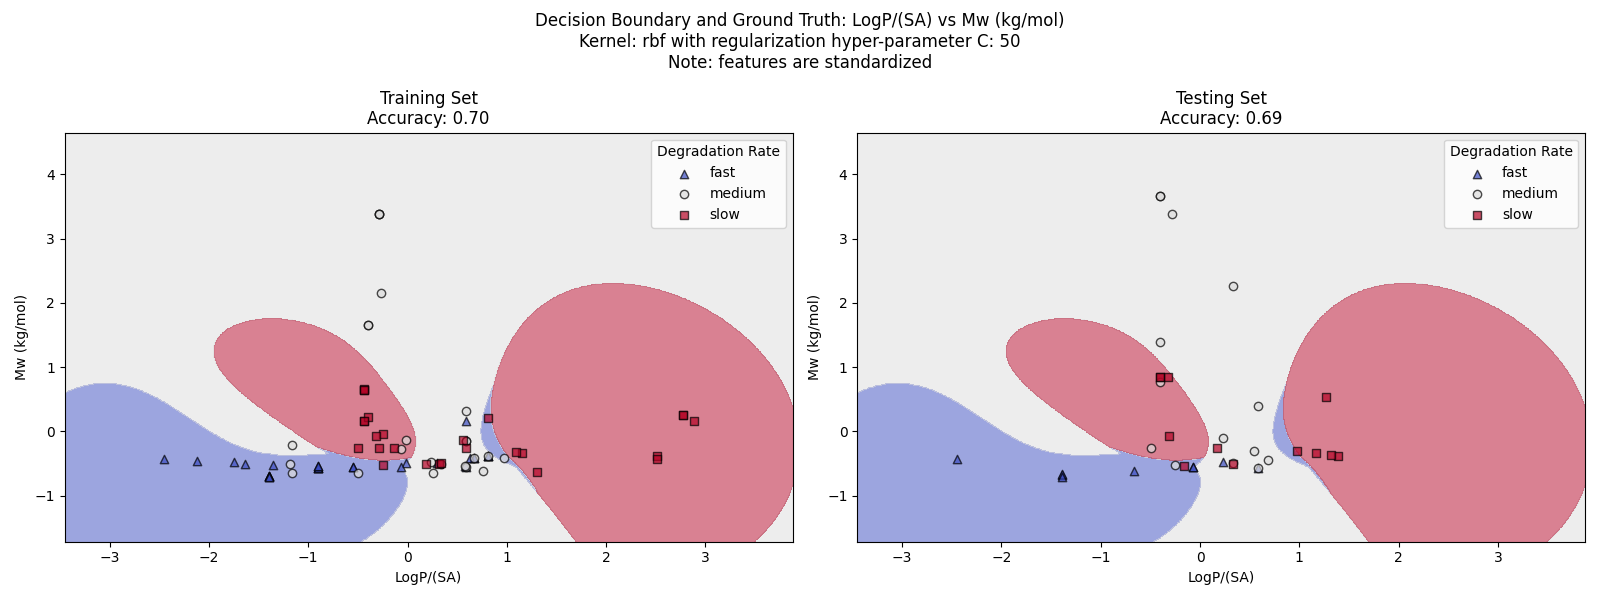 Decision Boundary and Ground Truth: LogP/(SA) vs Mw (kg/mol)
Kernel: rbf with regularization hyper-parameter C: 50
Note: features are standardized
Training Set
Accuracy: 0.70
Degradation Rate
fast
medium
slow
4
3
2
1
0
−1
Mw (kg/mol)
−3 −2 −1 0 1 2 3
LogP/(SA)
Testing Set
Accuracy: 0.69
Degradation Rate
fast
medium
slow
4
3
2
1
0
−1
Mw (kg/mol)
−3 −2 −1 0 1 2 3
LogP/(SA)